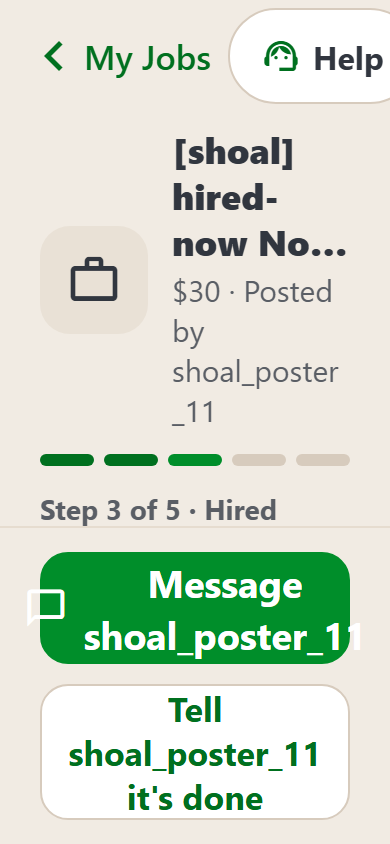 My Jobs
Help
[shoal]
hired-
now No...
$30 · Posted
by
shoal_poster
_11
Step 3 of 5 · Hired
Message
shoal_poster_11
Tell
shoal_poster_11
it's done